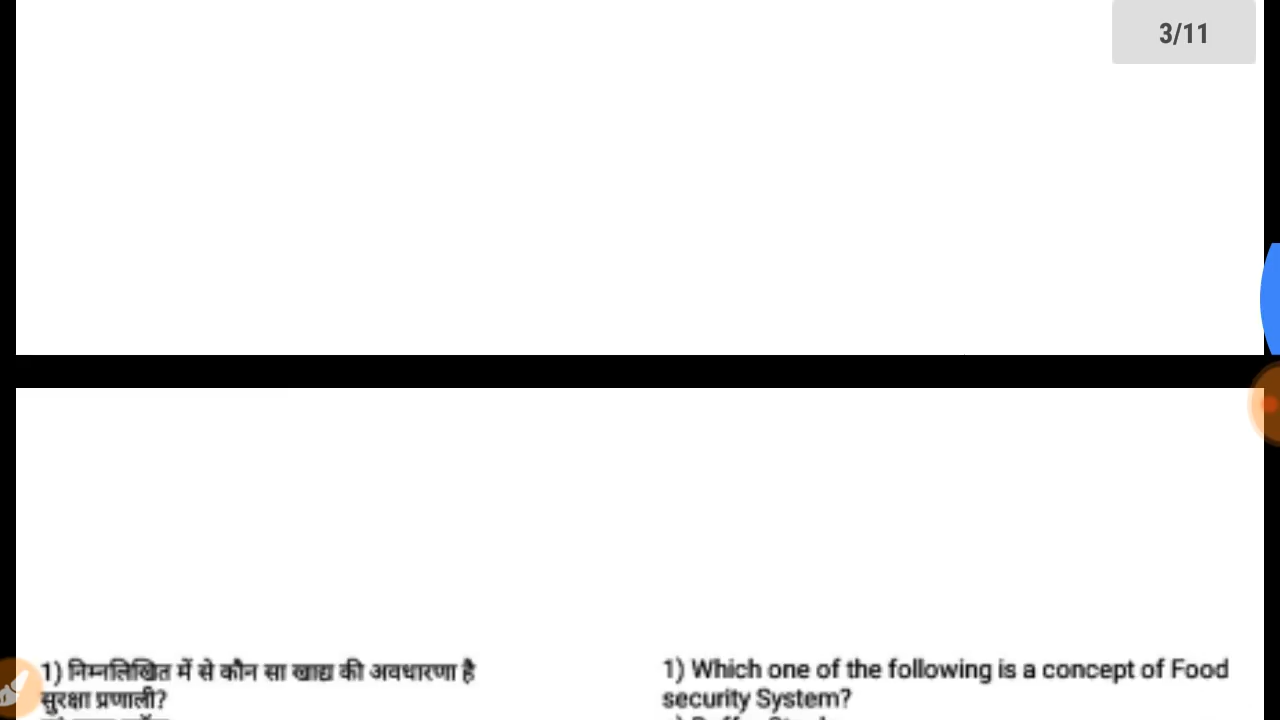 3/11
1) निम्नलिखित में से कौन सा खाद्य की अवधारणा है
सुरक्षा प्रणाली?
1) Which one of the following is a concept of Food
security System?